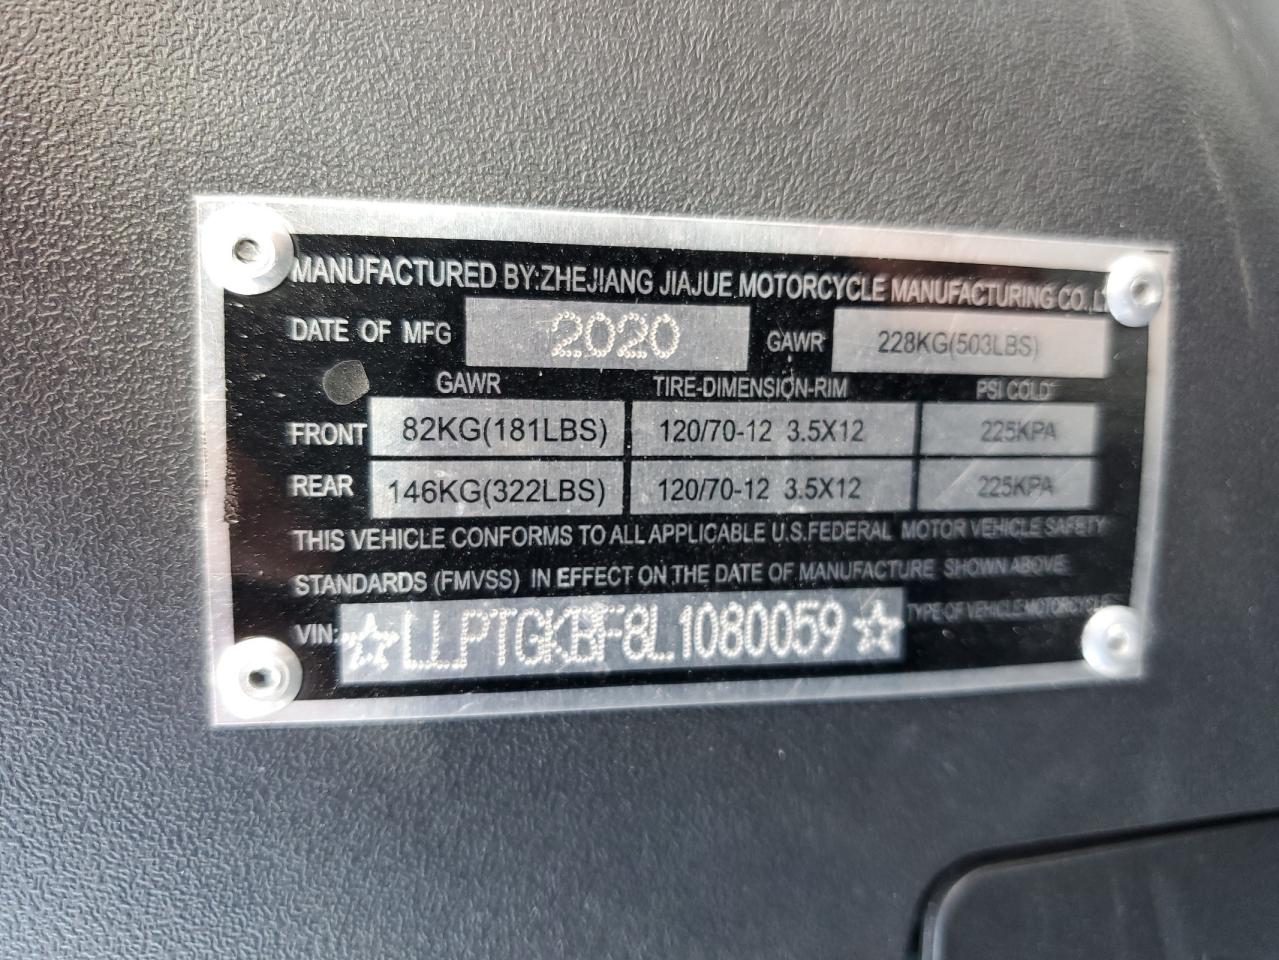 MANUFACTURED BY:ZHEJIANG JIAJUE MOTORCYCLE MANUFACTURING CO.,L
DATE OF MFG 2020 GAWR 228KG(503LBS)
GAWR TIRE-DIMENSION-RIM PSI COLD
FRONT 82KG(181LBS) 120/70-12 3.5X12 225KPA
REAR 146KG(322LBS) 120/70-12 3.5X12 225KPA
THIS VEHICLE CONFORMS TO ALL APPLICABLE U.S.FEDERAL MOTOR VEHICLE SAFETY
STANDARDS (FMVSS) IN EFFECT ON THE DATE OF MANUFACTURE SHOWN ABOVE
VIN: ☆LLPTGKBF8L1080059☆ TYPE OF VEHICLE:MOTORCYCLE